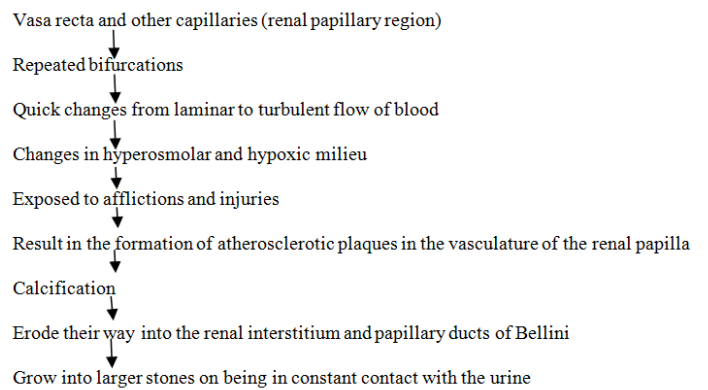 Vasa recta and other capillaries (renal papillary region)
Repeated bifurcations
Quick changes from laminar to turbulent flow of blood
Changes in hyperosmolar and hypoxic milieu
Exposed to afflictions and injuries
Result in the formation of atherosclerotic plaques in the vasculature of the renal papilla
Calcification
Erode their way into the renal interstitium and papillary ducts of Bellini
Grow into larger stones on being in constant contact with the urine